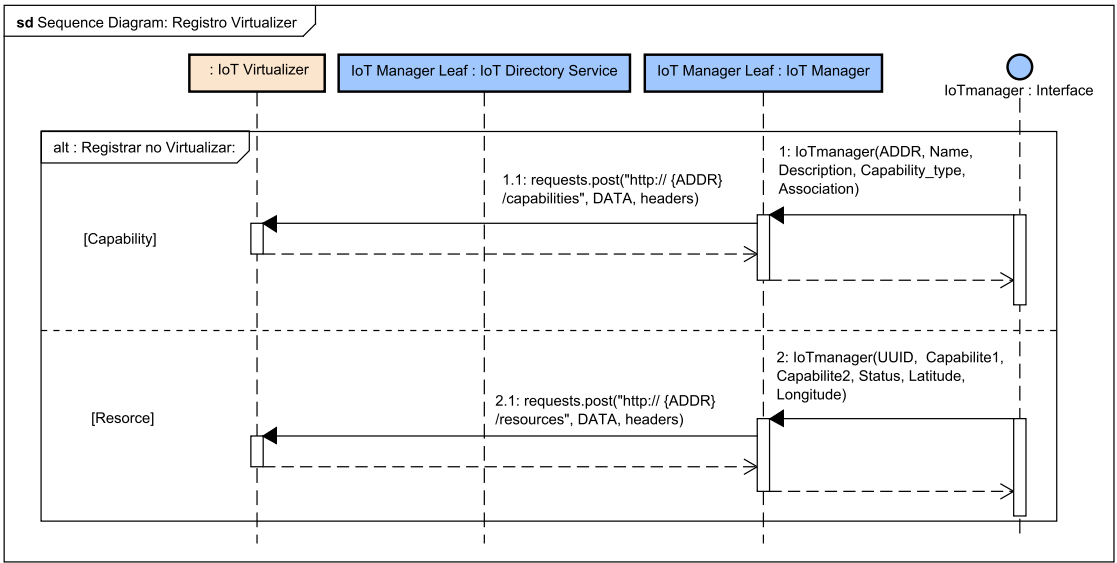 sd Sequence Diagram: Registro Virtualizer
: IoT Virtualizer
IoT Manager Leaf : IoT Directory Service
IoT Manager Leaf : IoT Manager
IoTmanager : Interface
alt : Registrar no Virtualizar:
1: IoTmanager(ADDR, Name,
Description, Capability_type,
Association)
1.1: requests.post("http:// {ADDR}
/capabilities", DATA, headers)
[Capability]
2: IoTmanager(UUID,  Capabilite1,
Capabilite2, Status, Latitude,
Longitude)
2.1: requests.post("http:// {ADDR}
/resources", DATA, headers)
[Resorce]